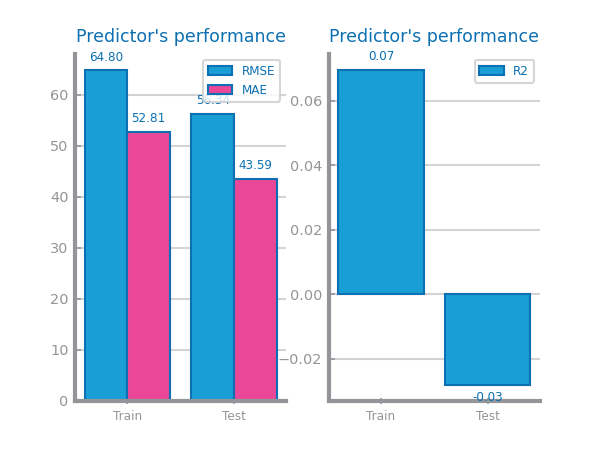 Predictor's performance
64.80
RMSE
MAE
52.81
43.59
60
50
40
30
20
10
0
Train
Test
Predictor's performance
0.07
R2
0.06
0.04
0.02
0.00
−0.02
-0.03
Train
Test